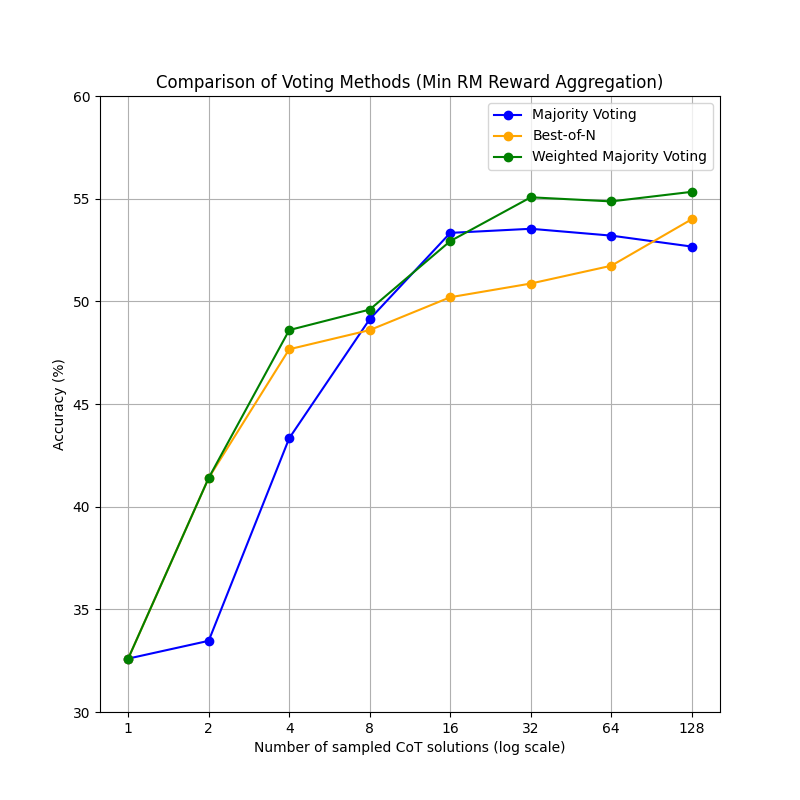 Comparison of Voting Methods (Min RM Reward Aggregation)
Majority Voting
Best-of-N
Weighted Majority Voting
60
55
50
45
40
35
30
Accuracy (%)
1 2 4 8 16 32 64 128
Number of sampled CoT solutions (log scale)